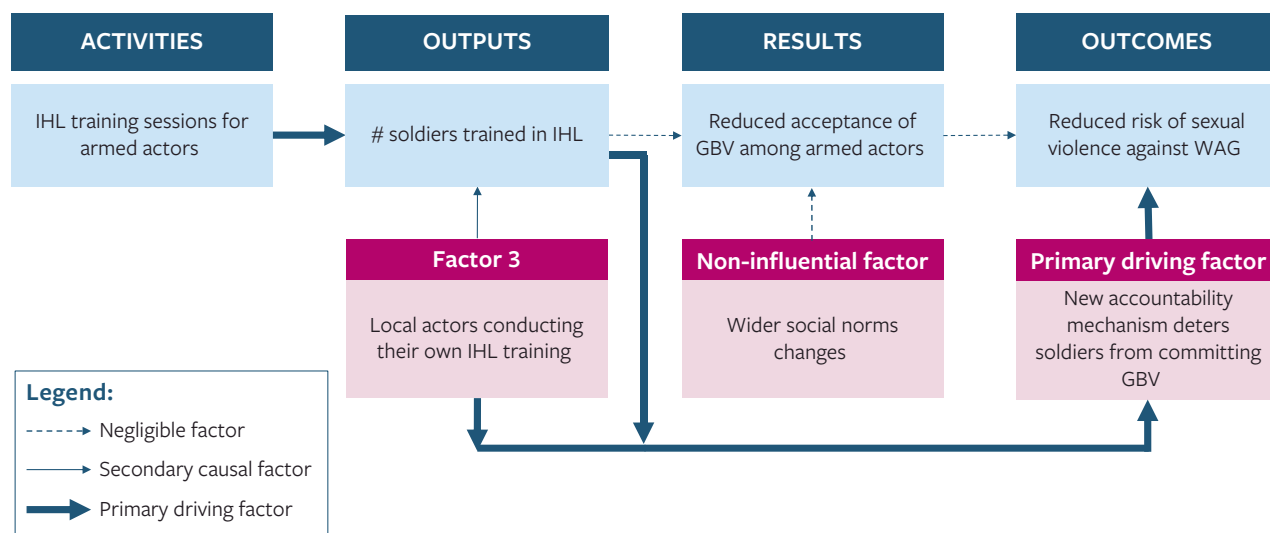 ACTIVITIES
OUTPUTS
RESULTS
OUTCOMES
IHL training sessions for
armed actors
# soldiers trained in IHL
Reduced acceptance of
GBV among armed actors
Reduced risk of sexual
violence against WAG
Factor 3
Local actors conducting
their own IHL training
Non-influential factor
Wider social norms
changes
Primary driving factor
New accountability
mechanism deters
soldiers from committing
GBV
Legend:
Negligible factor
Secondary causal factor
Primary driving factor